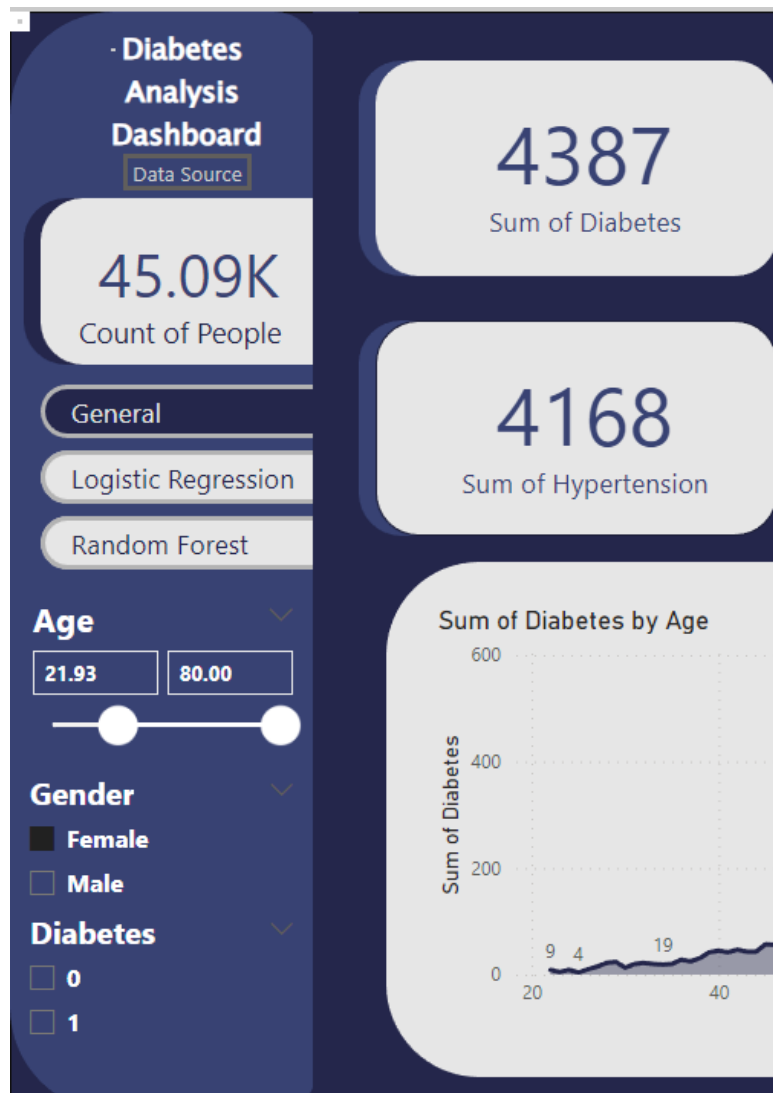 - Diabetes
Analysis
Dashboard
Data Source
45.09K
Count of People
General
Logistic Regression
Random Forest
Age
21.93 80.00
Gender
Female
Male
Diabetes
0
1
4387
Sum of Diabetes
4168
Sum of Hypertension
Sum of Diabetes by Age
Sum of Diabetes
600
400
200
0
9 4 19
20 40